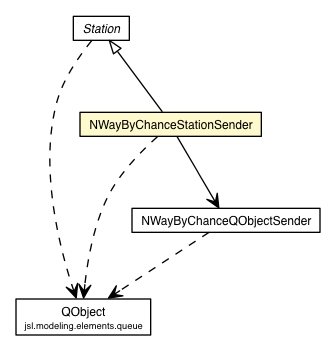 Station
NWayByChanceStationSender
NWayByChanceQObjectSender
QObject
jsl.modeling.elements.queue